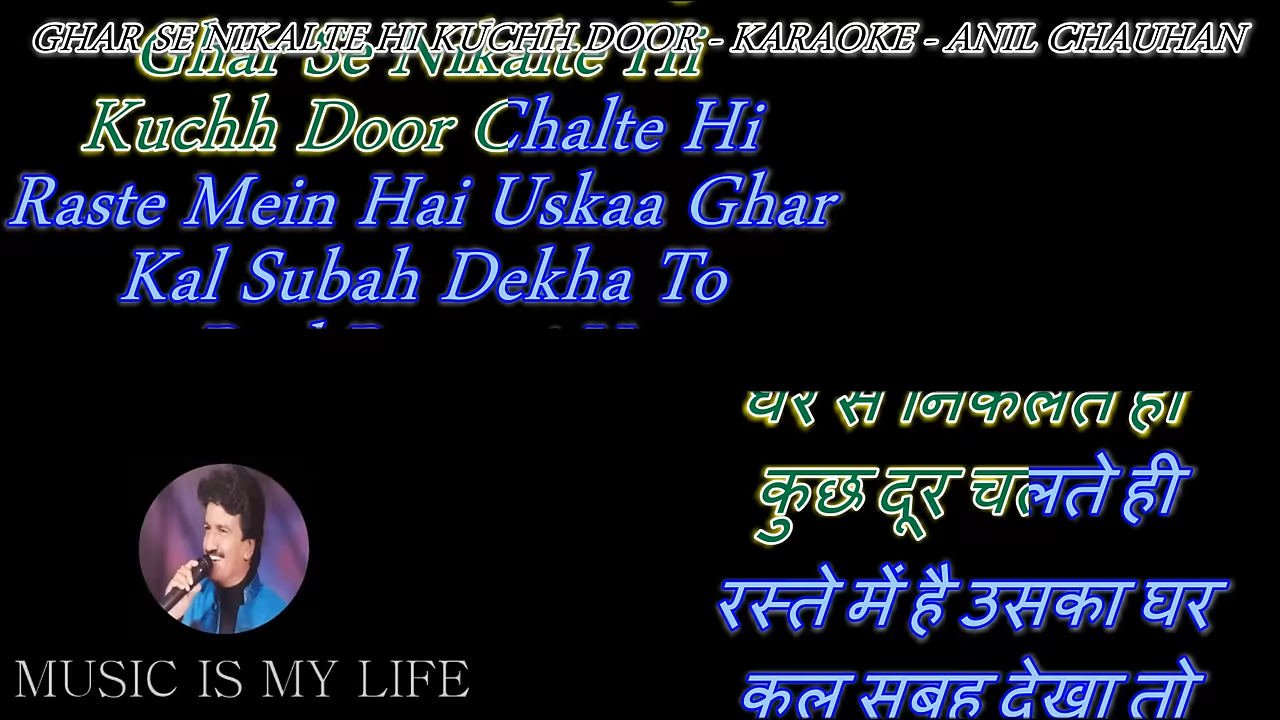 GHAR SE NIKALTE HI KUCHH DOOR - KARAOKE - ANIL CHAUHAN
Ghar Se Nikalte Hi
Kuchh Door Chalte Hi
Raste Mein Hai Uskaa Ghar
Kal Subah Dekha To
घर से निकलते ही
कुछ दूर चलते ही
रस्ते में है उसका घर
कल सुबह देखा तो
MUSIC IS MY LIFE